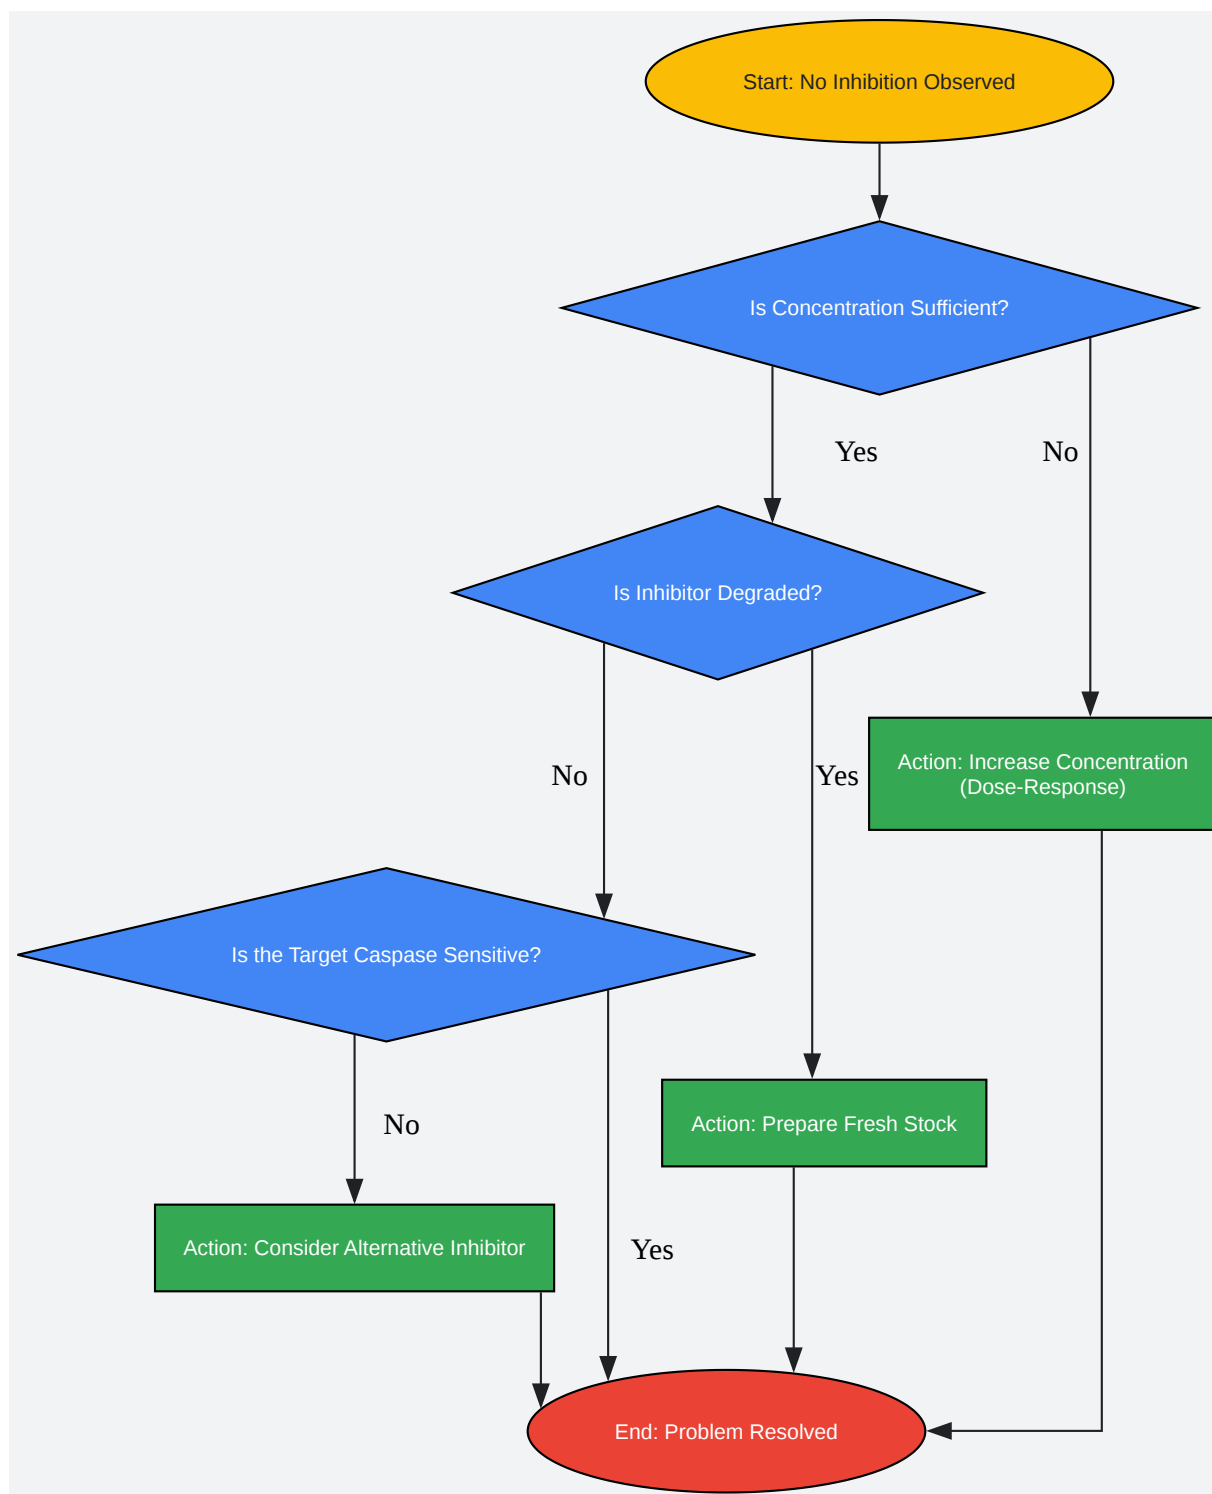 Start: No Inhibition Observed
Is Concentration Sufficient?
Yes
No
Is Inhibitor Degraded?
No
Yes
Action: Increase Concentration
(Dose-Response)
Is the Target Caspase Sensitive?
No
Action: Prepare Fresh Stock
Action: Consider Alternative Inhibitor
Yes
End: Problem Resolved